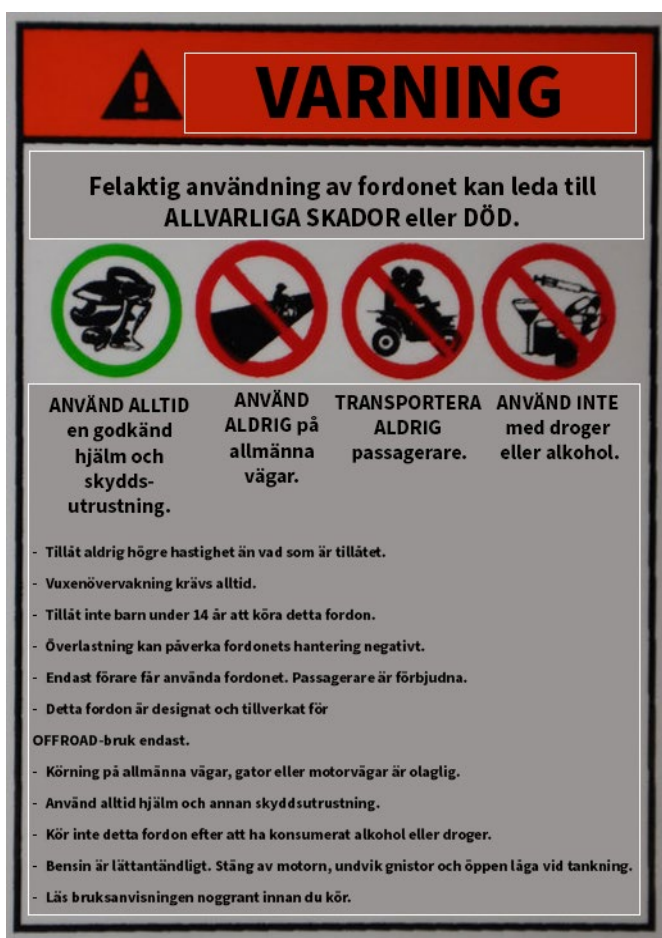 VARNING
Felaktig användning av fordonet kan leda till
ALLVARLIGA SKADOR eller DÖD.
ANVÄND ALLTID
en godkänd
hjälm och
skydds-
utrustning.
ANVÄND
ALDRIG på
allmänna
vägar.
TRANSPORTERA
ALDRIG
passagerare.
ANVÄND INTE
med droger
eller alkohol.
- Tillåt aldrig högre hastighet än vad som är tillåtet.
- Vuxenövervakning krävs alltid.
- Tillåt inte barn under 14 år att köra detta fordon.
- Överlastning kan påverka fordonets hantering negativt.
- Endast förare får använda fordonet. Passagerare är förbjudna.
- Detta fordon är designat och tillverkat för
OFFROAD-bruk endast.
- Körning på allmänna vägar, gator eller motorvägar är olaglig.
- Använd alltid hjälm och annan skyddsutrustning.
- Kör inte detta fordon efter att ha konsumerat alkohol eller droger.
- Bensin är lättantändligt. Stäng av motorn, undvik gnistor och öppen låga vid tankning.
- Läs bruksanvisningen noggrant innan du kör.